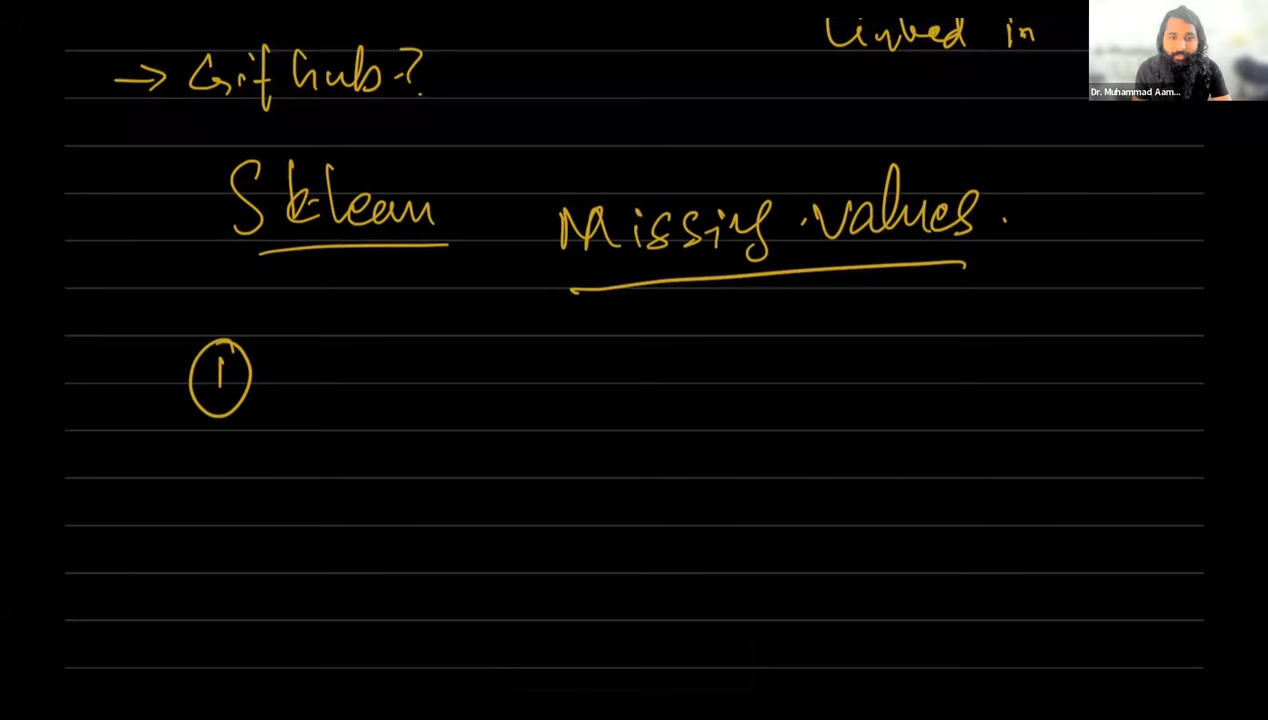 Linked in
→ Github-?
Sklearn Missing values.
1
Dr. Muhammad Aam...